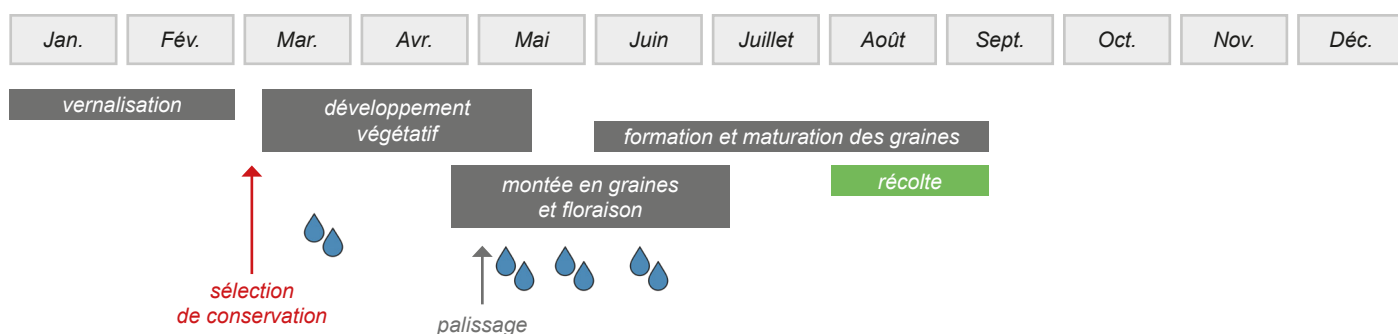 Jan. Fév. Mar. Avr. Mai Juin Juillet Août Sept. Oct. Nov. Déc.
vernalisation
développement
végétatif
formation et maturation des graines
montée en graines
et floraison
récolte
sélection
de conservation
palissage